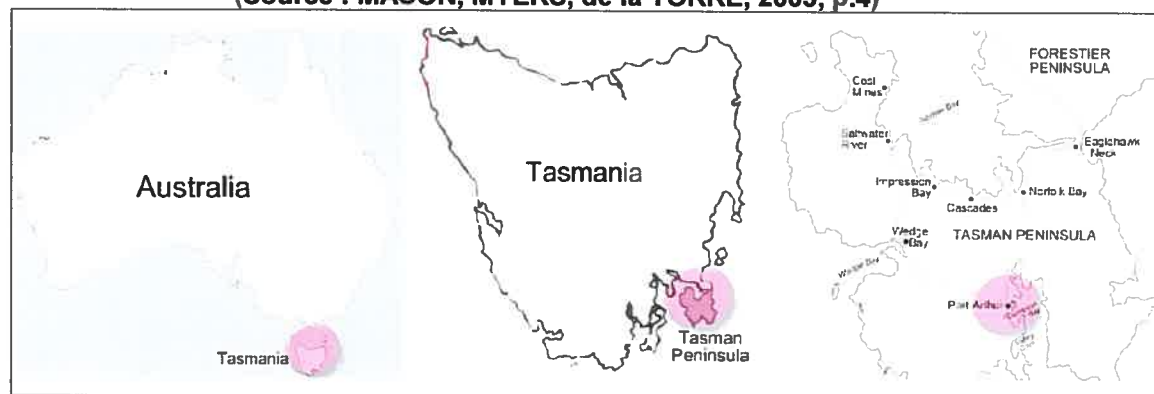 (Source : MASON, MYERS, de la TORRE, 2003, p.4)
Australia
Tasmania
Tasmania
Tasman
Peninsula
FORESTIER
PENINSULA
Coal
Mines
Saltwater
River
Eaglehawk
Neck
Impression
Bay
Norfolk Bay
Cascades
Wedge
Bay
TASMAN PENINSULA
Port Arthur